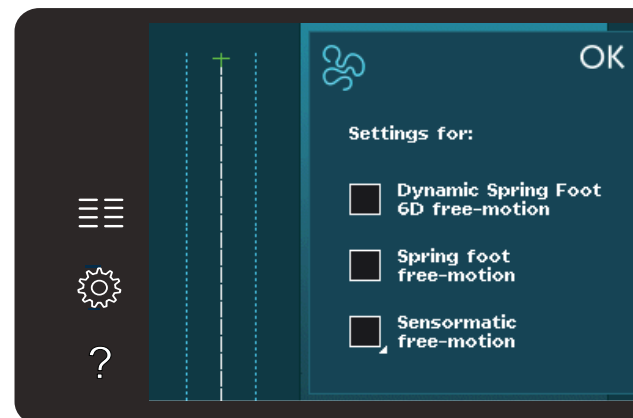 OK
Settings for:
Dynamic Spring Foot
6D free-motion
Spring foot
free-motion
Sensormatic
free-motion
?